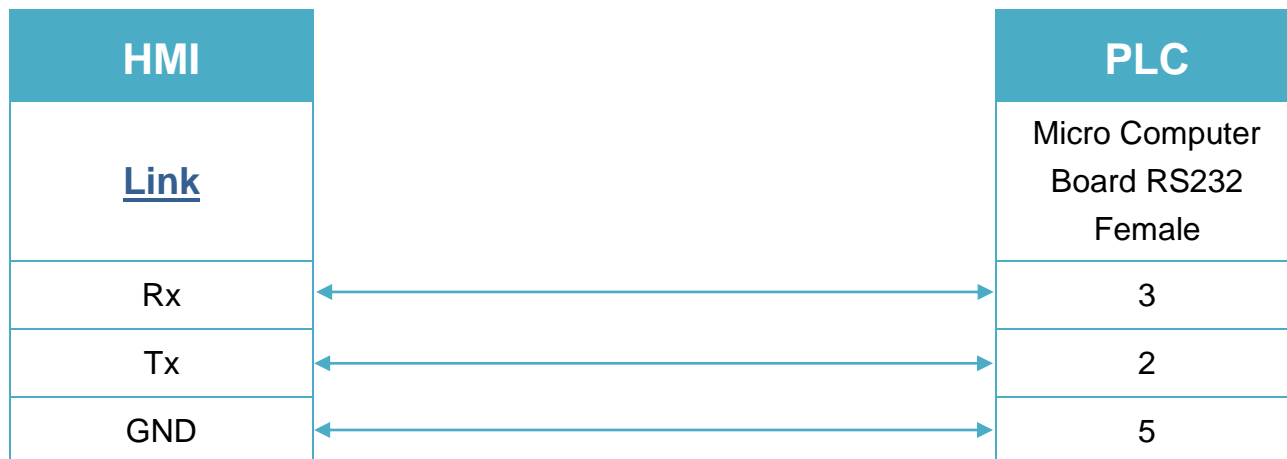 HMI
PLC
Link
Micro Computer
Board RS232
Female
Rx
3
Tx
2
GND
5